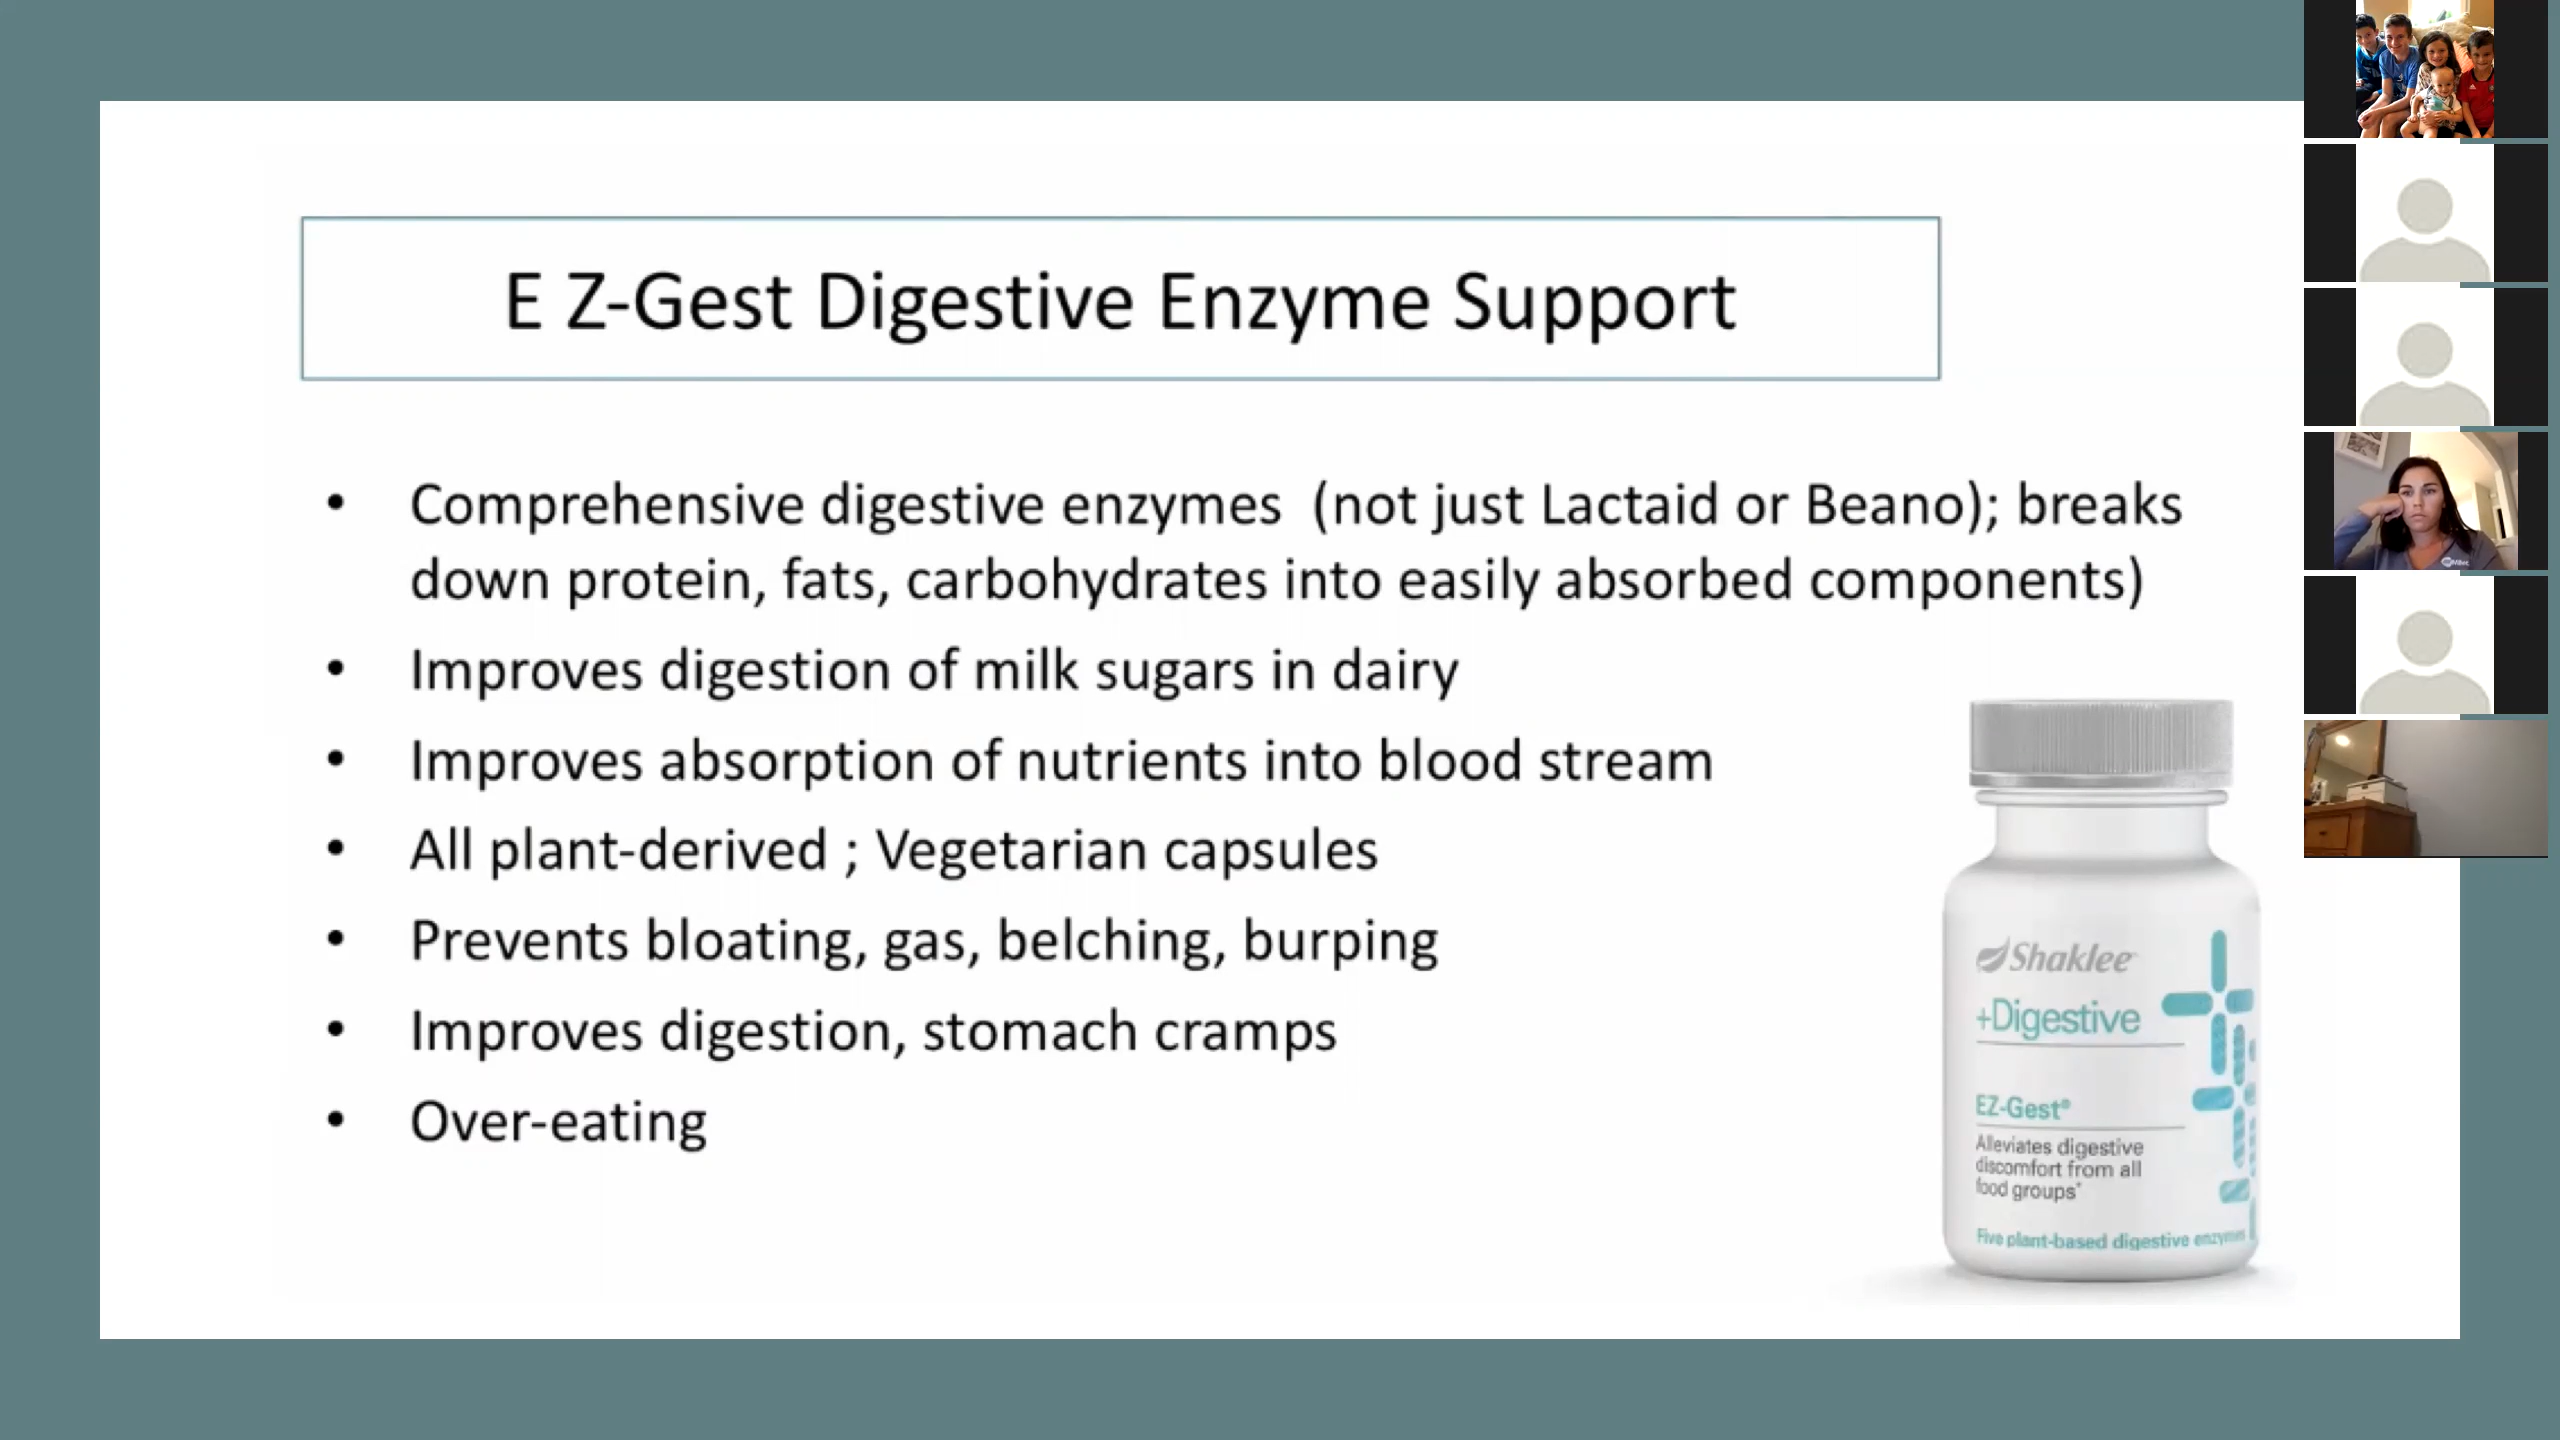 E Z-Gest Digestive Enzyme Support
• Comprehensive digestive enzymes  (not just Lactaid or Beano); breaks
down protein, fats, carbohydrates into easily absorbed components)
• Improves digestion of milk sugars in dairy
• Improves absorption of nutrients into blood stream
• All plant-derived ; Vegetarian capsules
• Prevents bloating, gas, belching, burping
• Improves digestion, stomach cramps
• Over-eating
Shaklee
+Digestive
EZ-Gest®
Alleviates digestive
discomfort from all
food groups*
Five plant-based digestive enzymes